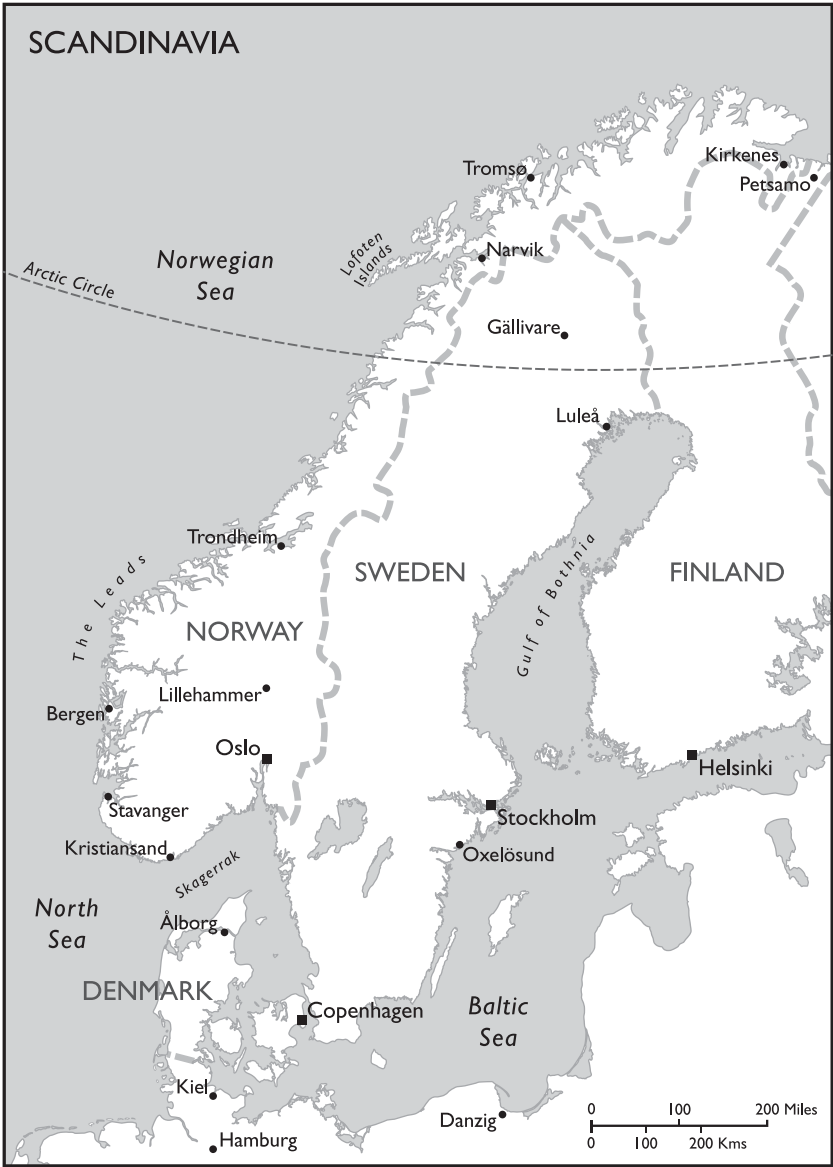 SCANDINAVIA
Kirkenes
Tromsø
Petsamo
Lofoten
Islands
Narvik
Norwegian
Sea
Arctic Circle
Gällivare
Luleå
Trondheim
The Leads
SWEDEN
Gulf of Bothnia
FINLAND
NORWAY
Lillehammer
Bergen
Oslo
Helsinki
Stavanger
Stockholm
Kristiansand
Oxelösund
Skagerrak
North
Sea
Ålborg
DENMARK
Copenhagen
Baltic
Sea
Kiel
Danzig
Hamburg
0 100 200 Miles
0 100 200 Kms